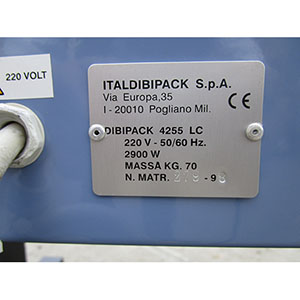 220 VOLT
ITALDIBIPACK S.p.A.
Via Europa,35
I - 20010 Pogliano Mil.
CE
DIBIPACK 4255 LC
220 V - 50/60 Hz.
2900 W
MASSA KG. 70
N. MATR.